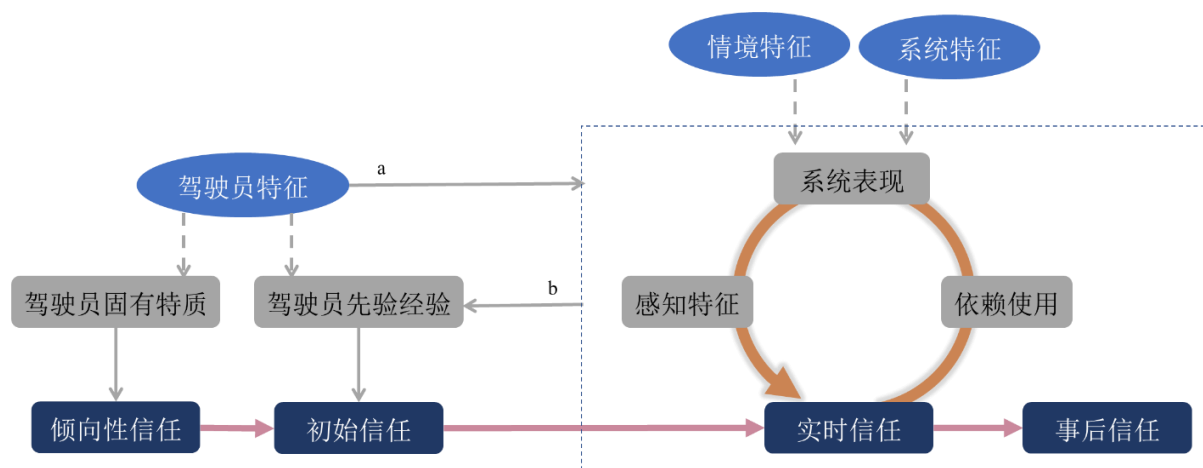 情境特征
系统特征
a
驾驶员特征
系统表现
b
驾驶员固有特质
驾驶员先验经验
感知特征
依赖使用
倾向性信任
初始信任
实时信任
事后信任